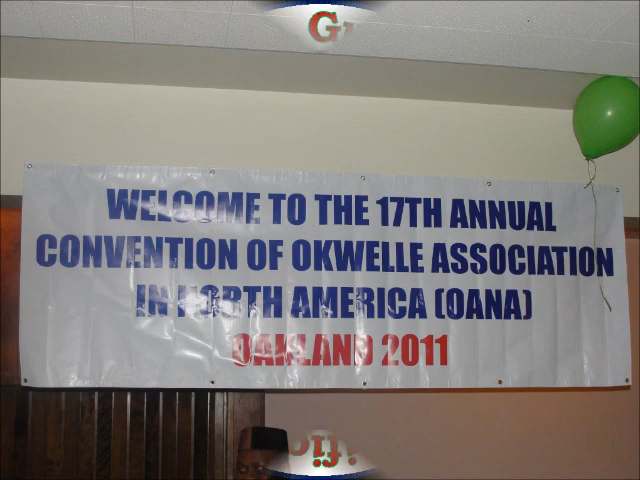 WELCOME TO THE 17TH ANNUAL
CONVENTION OF OKWELLE ASSOCIATION
IN NORTH AMERICA (OANA)
OAKLAND 2011